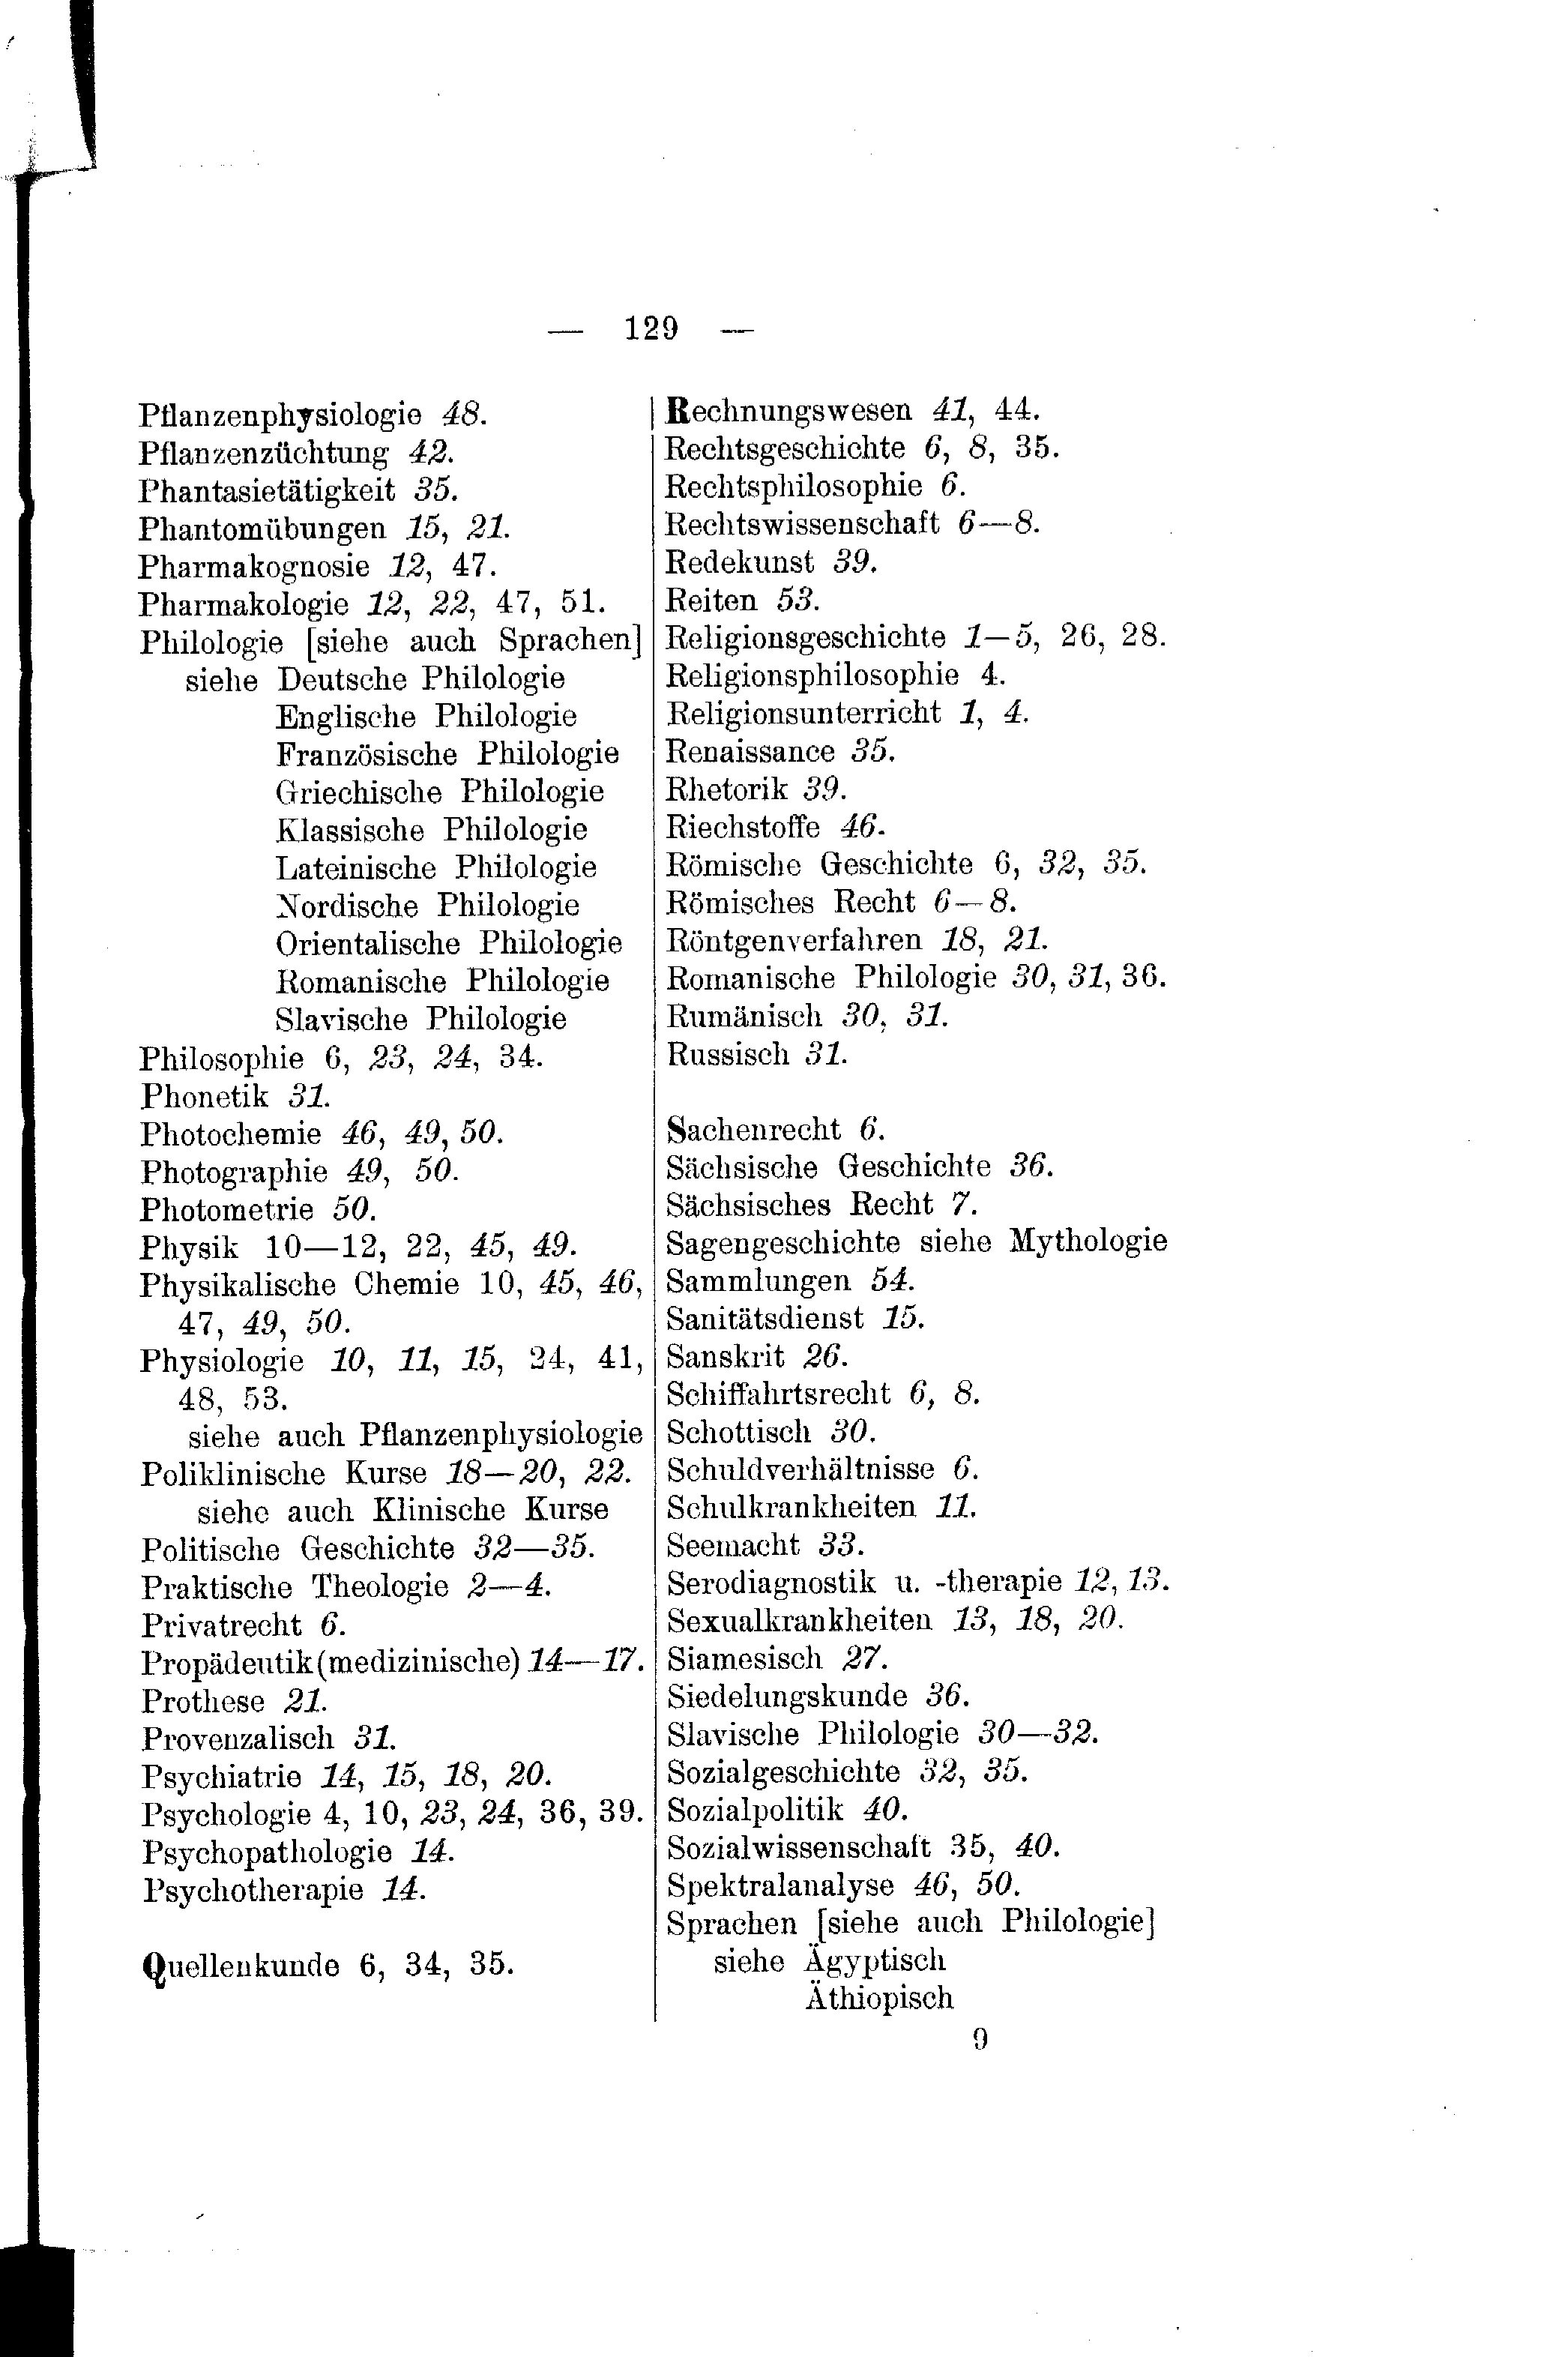 — 129 —
Pflanzenphysiologie 48.
Pflanzenzüchtung 42.
Phantasietätigkeit 35.
Phantomübungen 15, 21.
Pharmakognosie 12, 47.
Pharmakologie 12, 22, 47, 51.
Philologie [siehe auch Sprachen]
siehe Deutsche Philologie
Englische Philologie
Französische Philologie
Griechische Philologie
Klassische Philologie
Lateinische Philologie
Nordische Philologie
Orientalische Philologie
Romanische Philologie
Slavische Philologie
Philosophie 6, 23, 24, 34.
Phonetik 31.
Photochemie 46, 49, 50.
Photographie 49, 50.
Photometrie 50.
Physik 10—12, 22, 45, 49.
Physikalische Chemie 10, 45, 46,
47, 49, 50.
Physiologie 10, 11, 15, 24, 41,
48, 53.
siehe auch Pflanzenphysiologie
Poliklinische Kurse 18—20, 22.
siehe auch Klinische Kurse
Politische Geschichte 32—35.
Praktische Theologie 2—4.
Privatrecht 6.
Propädeutik (medizinische) 14—17.
Prothese 21.
Provenzalisch 31.
Psychiatrie 14, 15, 18, 20.
Psychologie 4, 10, 23, 24, 36, 39.
Psychopathologie 14.
Psychotherapie 14.
Quellenkunde 6, 34, 35.
Rechnungswesen 41, 44.
Rechtsgeschichte 6, 8, 35.
Rechtsphilosophie 6.
Rechtswissenschaft 6—8.
Redekunst 39.
Reiten 53.
Religionsgeschichte 1—5, 26, 28.
Religionsphilosophie 4.
Religionsunterricht 1, 4.
Renaissance 35.
Rhetorik 39.
Riechstoffe 46.
Römische Geschichte 6, 32, 35.
Römisches Recht 6—8.
Röntgenverfahren 18, 21.
Romanische Philologie 30, 31, 36.
Rumänisch 30, 31.
Russisch 31.
Sachenrecht 6.
Sächsische Geschichte 36.
Sächsisches Recht 7.
Sagengeschichte siehe Mythologie
Sammlungen 54.
Sanitätsdienst 15.
Sanskrit 26.
Schiffahrtsrecht 6, 8.
Schottisch 30.
Schuldverhältnisse 6.
Schulkrankheiten 11.
Seemacht 33.
Serodiagnostik u. -therapie 12, 13.
Sexualkrankheiten 13, 18, 20.
Siamesisch 27.
Siedelungskunde 36.
Slavische Philologie 30—32.
Sozialgeschichte 32, 35.
Sozialpolitik 40.
Sozialwissenschaft 35, 40.
Spektralanalyse 46, 50.
Sprachen [siehe auch Philologie]
siehe Ägyptisch
Äthiopisch
9